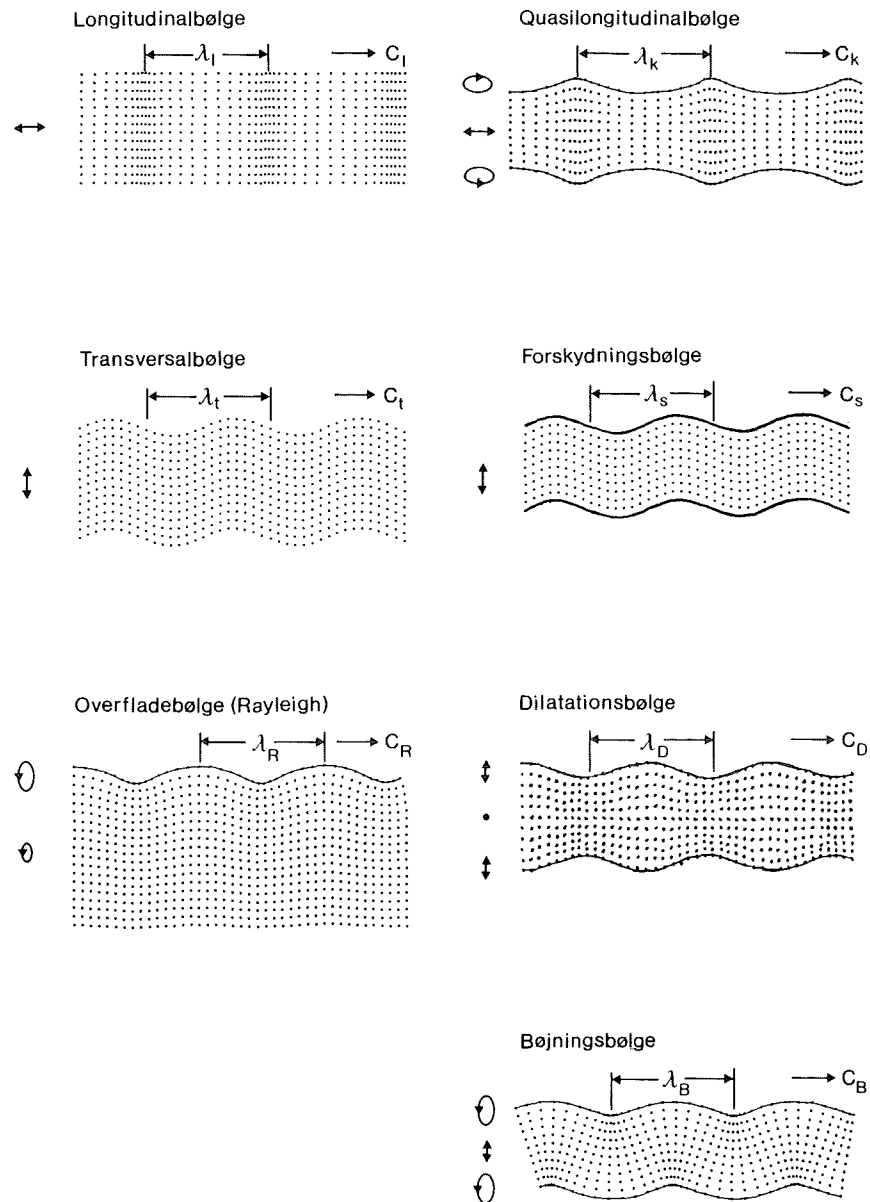 Longitudinalbølge
λl
Cl
Quasilongitudinalbølge
λk
Ck
Transversalbølge
λt
Ct
Forskydningsbølge
λs
Cs
Overfladebølge (Rayleigh)
λR
CR
Dilatationsbølge
λD
CD
Bøjningsbølge
λB
CB